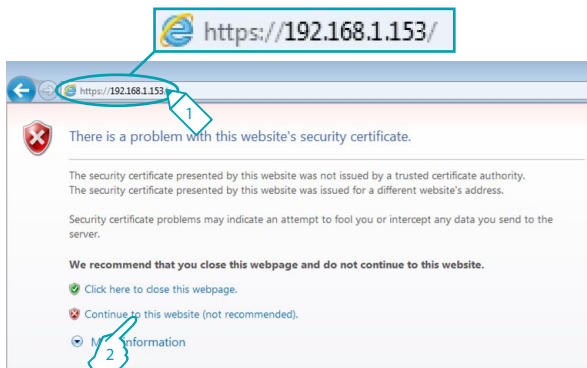 https://192.168.1.153/
https://192.168.1.153
1
There is a problem with this website's security certificate.
The security certificate presented by this website was not issued by a trusted certificate authority.
The security certificate presented by this website was issued for a different website's address.
Security certificate problems may indicate an attempt to fool you or intercept any data you send to the
server.
We recommend that you close this webpage and do not continue to this website.
Click here to close this webpage.
Continue to this website (not recommended).
2